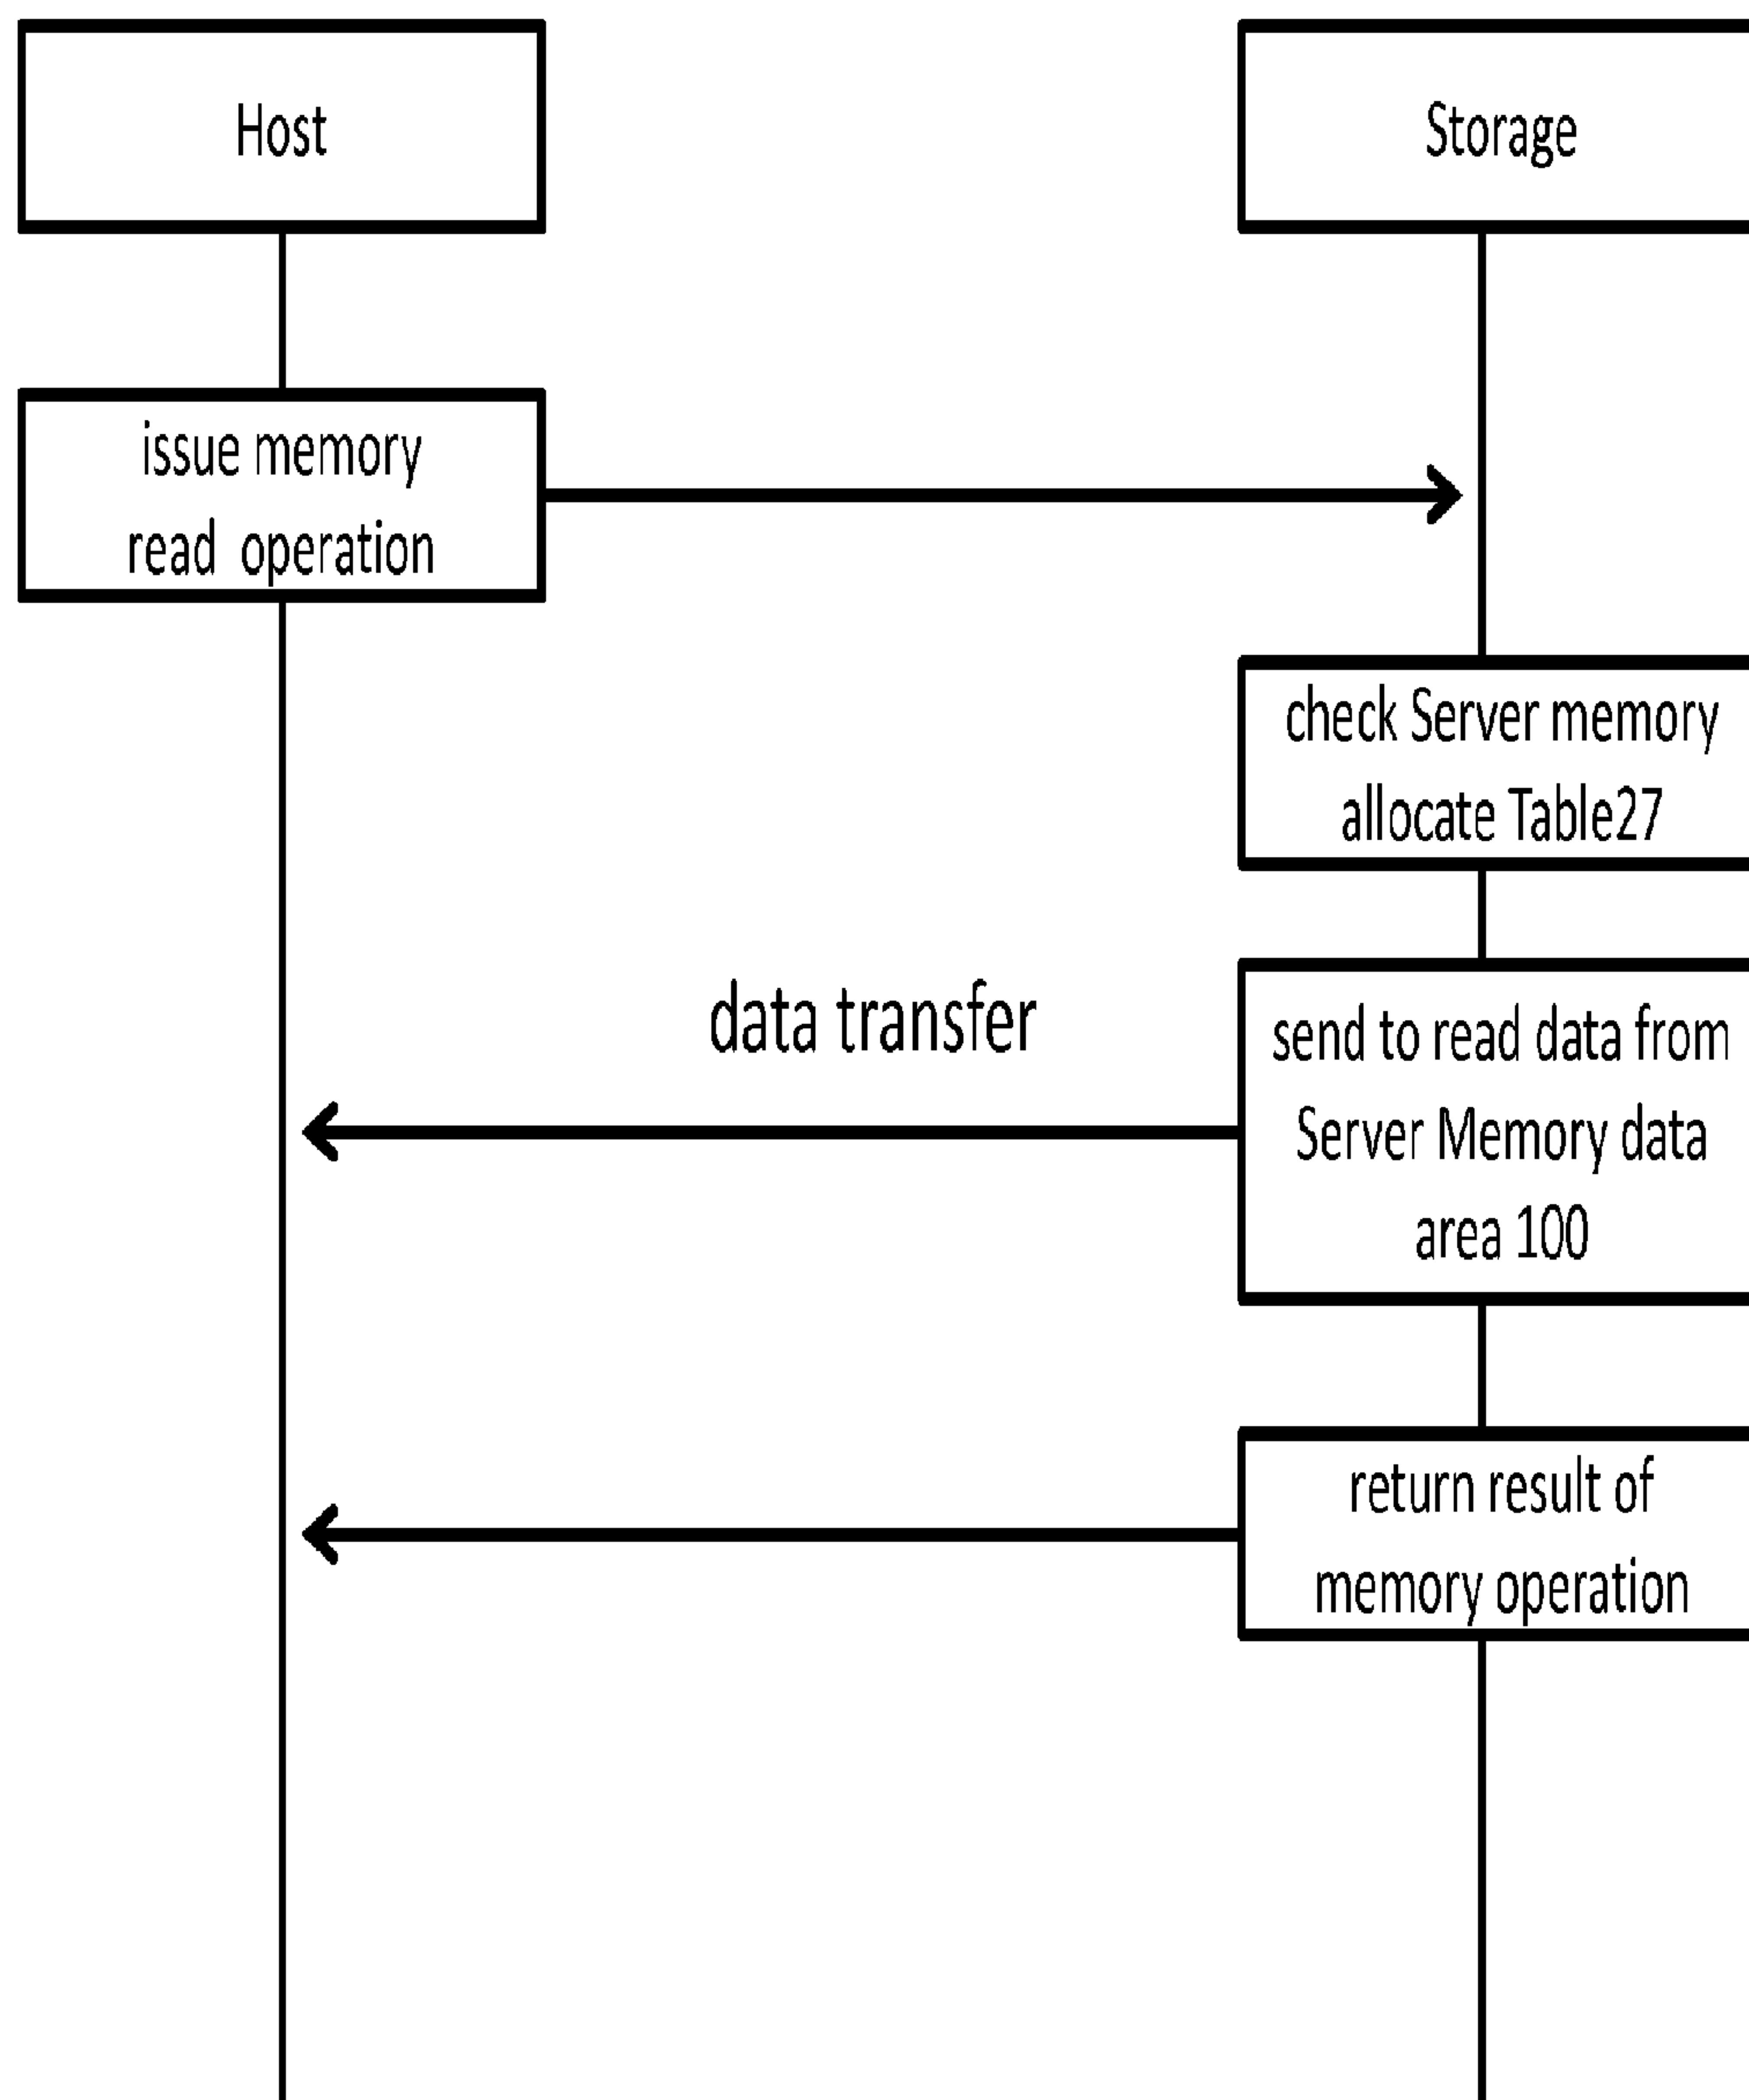 Host
Storage
issue memory
read  operation
check Server memory
allocate Table27
data transfer
send to read data from
Server Memory data
area 100
return result of
memory operation